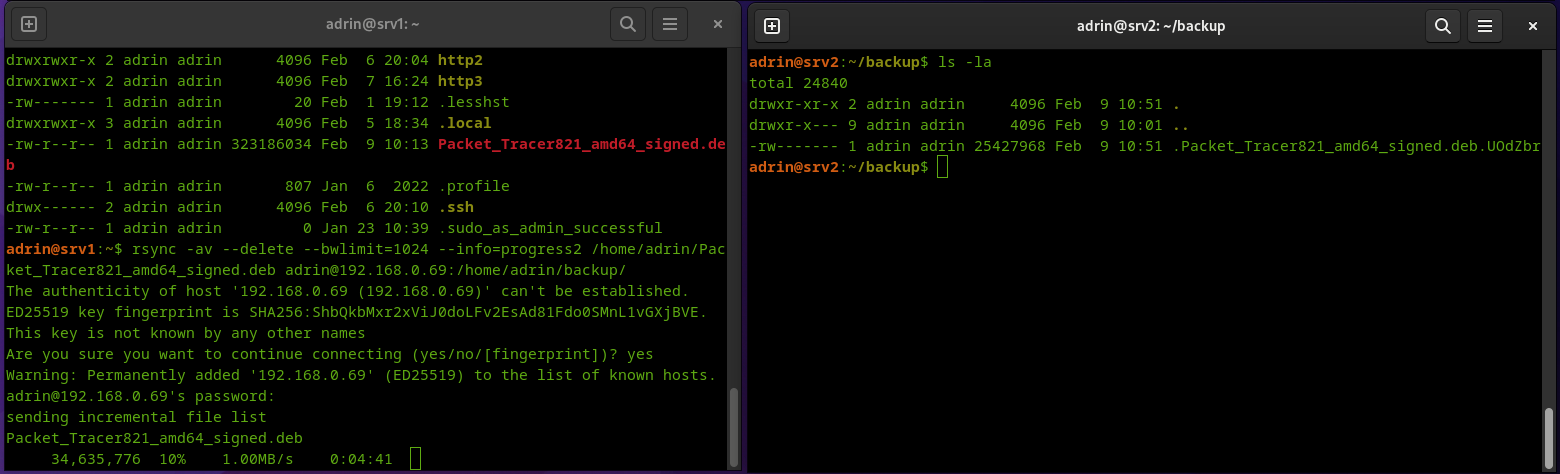 adrin@srv1: ~
drwxrwxr-x 2 adrin adrin      4096 Feb  6 20:04 http2
drwxrwxr-x 2 adrin adrin      4096 Feb  7 16:24 http3
-rw------- 1 adrin adrin        20 Feb  1 19:12 .lesshst
drwxrwxr-x 3 adrin adrin      4096 Feb  5 18:34 .local
-rw-r--r-- 1 adrin adrin 323186034 Feb  9 10:13 Packet_Tracer821_amd64_signed.de
b
-rw-r--r-- 1 adrin adrin       807 Jan  6  2022 .profile
drwx------ 2 adrin adrin      4096 Feb  6 20:10 .ssh
-rw-r--r-- 1 adrin adrin         0 Jan 23 10:39 .sudo_as_admin_successful
adrin@srv1:~$ rsync -av --delete --bwlimit=1024 --info=progress2 /home/adrin/Pac
ket_Tracer821_amd64_signed.deb adrin@192.168.0.69:/home/adrin/backup/
The authenticity of host '192.168.0.69 (192.168.0.69)' can't be established.
ED25519 key fingerprint is SHA256:ShbQkbMxr2xViJ0doLFv2EsAd81Fdo0SMnL1vGXjBVE.
This key is not known by any other names
Are you sure you want to continue connecting (yes/no/[fingerprint])? yes
Warning: Permanently added '192.168.0.69' (ED25519) to the list of known hosts.
adrin@192.168.0.69's password:
sending incremental file list
Packet_Tracer821_amd64_signed.deb
     34,635,776  10%    1.00MB/s    0:04:41
adrin@srv2: ~/backup
adrin@srv2:~/backup$ ls -la
total 24840
drwxr-xr-x 2 adrin adrin     4096 Feb  9 10:51 .
drwxr-x--- 9 adrin adrin     4096 Feb  9 10:01 ..
-rw------- 1 adrin adrin 25427968 Feb  9 10:51 .Packet_Tracer821_amd64_signed.deb.UOdZbr
adrin@srv2:~/backup$